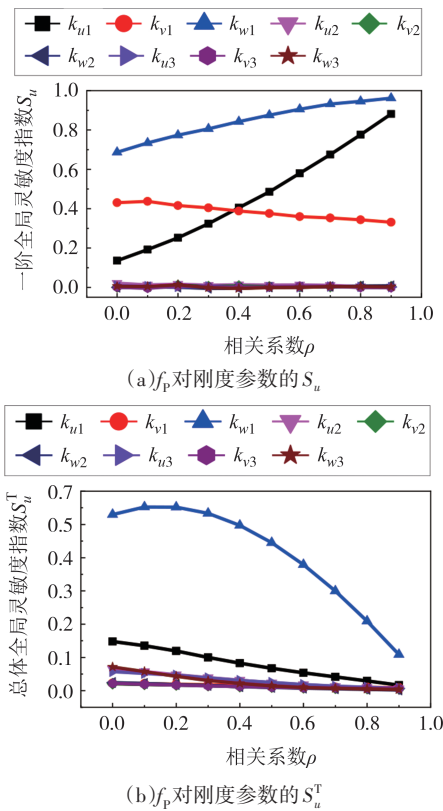 k_{u1} k_{v1} k_{w1} k_{u2} k_{v2}
k_{w2} k_{u3} k_{v3} k_{w3}
一阶全局灵敏度指数S_u
1.0
0.8
0.6
0.4
0.2
0.0
0.0 0.2 0.4 0.6 0.8 1.0
相关系数ρ
(a)f_P对刚度参数的S_u
k_{u1} k_{v1} k_{w1} k_{u2} k_{v2}
k_{w2} k_{u3} k_{v3} k_{w3}
总体全局灵敏度指数S_u^T
0.7
0.5
0.4
0.3
0.2
0.1
0.0
0.0 0.2 0.4 0.6 0.8 1.0
相关系数ρ
(b)f_P对刚度参数的S_u^T